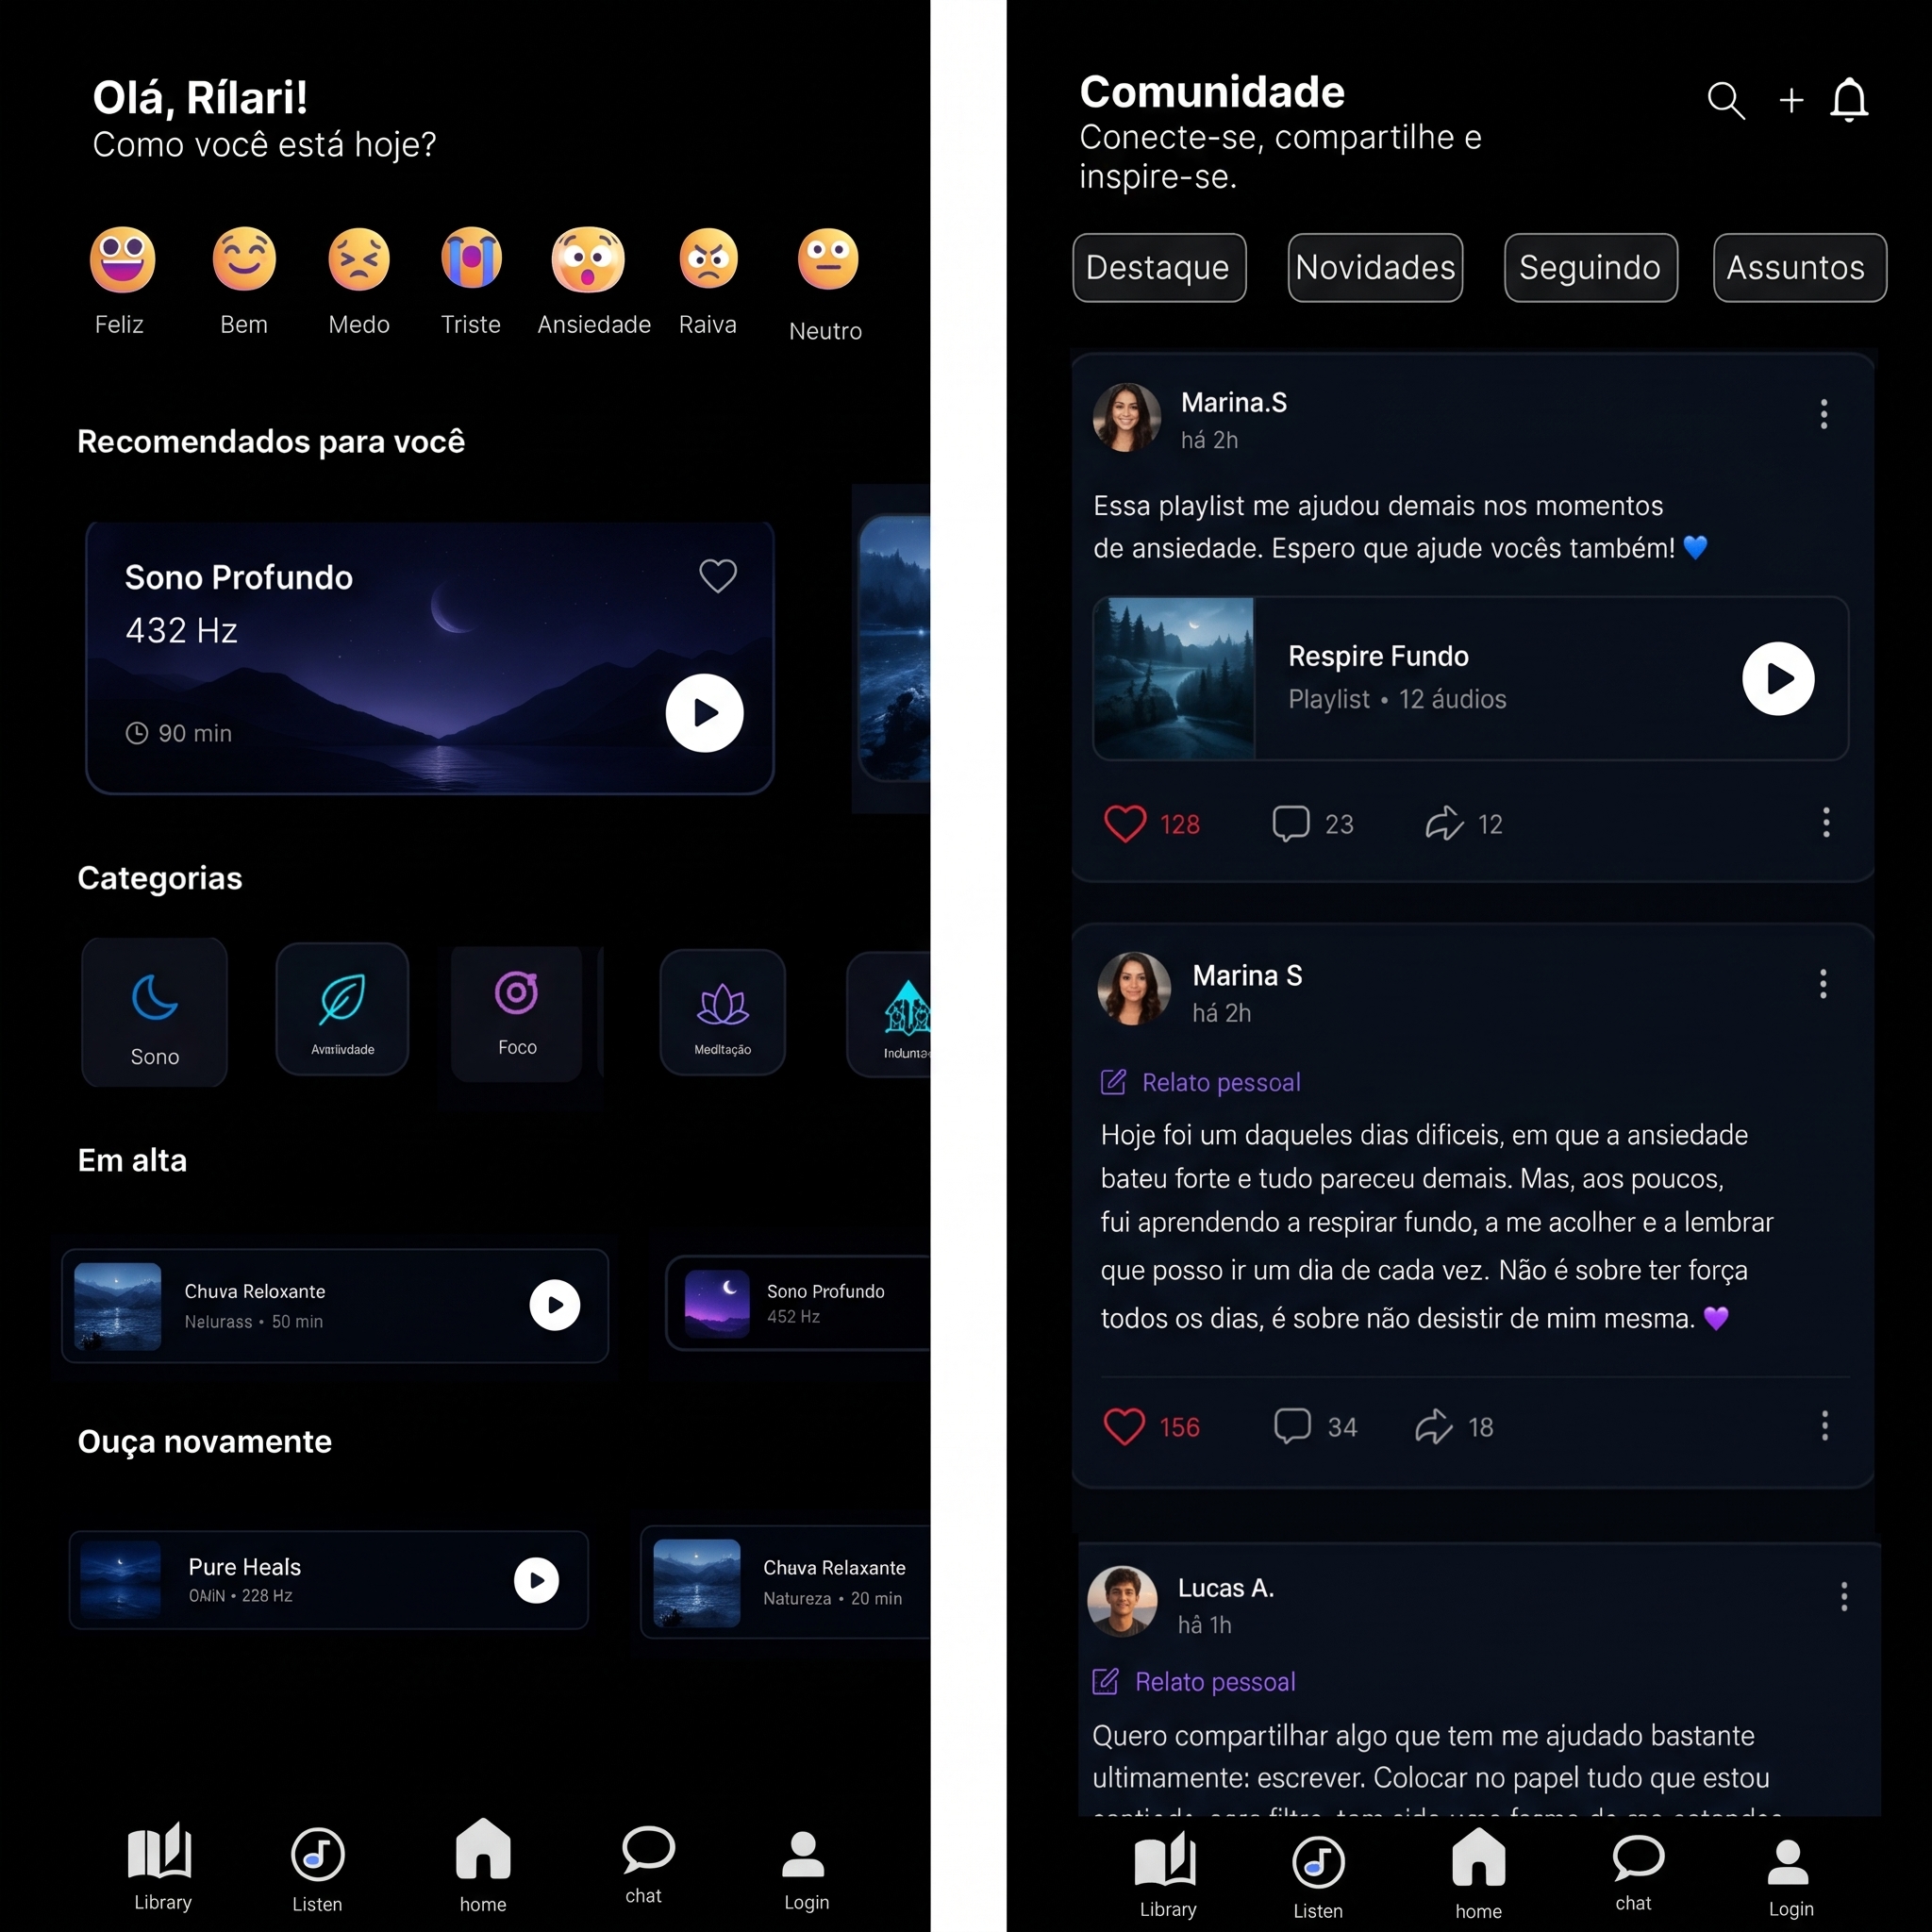 Olá, Rílari!
Como você está hoje?
Feliz
Bem
Medo
Triste
Ansiedade
Raiva
Neutro
Recomendados para você
Sono Profundo
432 Hz
90 min
Categorias
Sono
Foco
Meditação
Em alta
Chuva Reloxante
Nelurass • 50 min
Sono Profundo
452 Hz
Ouça novamente
Pure Heals
228 Hz
Chuva Relaxante
Natureza • 20 min
Library
Listen
home
chat
Login
Comunidade
Conecte-se, compartilhe e
inspire-se.
Destaque
Novidades
Seguindo
Assuntos
Marina.S
há 2h
Essa playlist me ajudou demais nos momentos
de ansiedade. Espero que ajude vocês também! 💙
Respire Fundo
Playlist • 12 áudios
128
23
12
Marina S
há 2h
Relato pessoal
Hoje foi um daqueles dias dificeis, em que a ansiedade
bateu forte e tudo pareceu demais. Mas, aos poucos,
fui aprendendo a respirar fundo, a me acolher e a lembrar
que posso ir um dia de cada vez. Não é sobre ter força
todos os dias, é sobre não desistir de mim mesma. 💜
156
34
18
Lucas A.
hâ 1h
Relato pessoal
Quero compartilhar algo que tem me ajudado bastante
ultimamente: escrever. Colocar no papel tudo que estou
Library
Listen
home
chat
Login